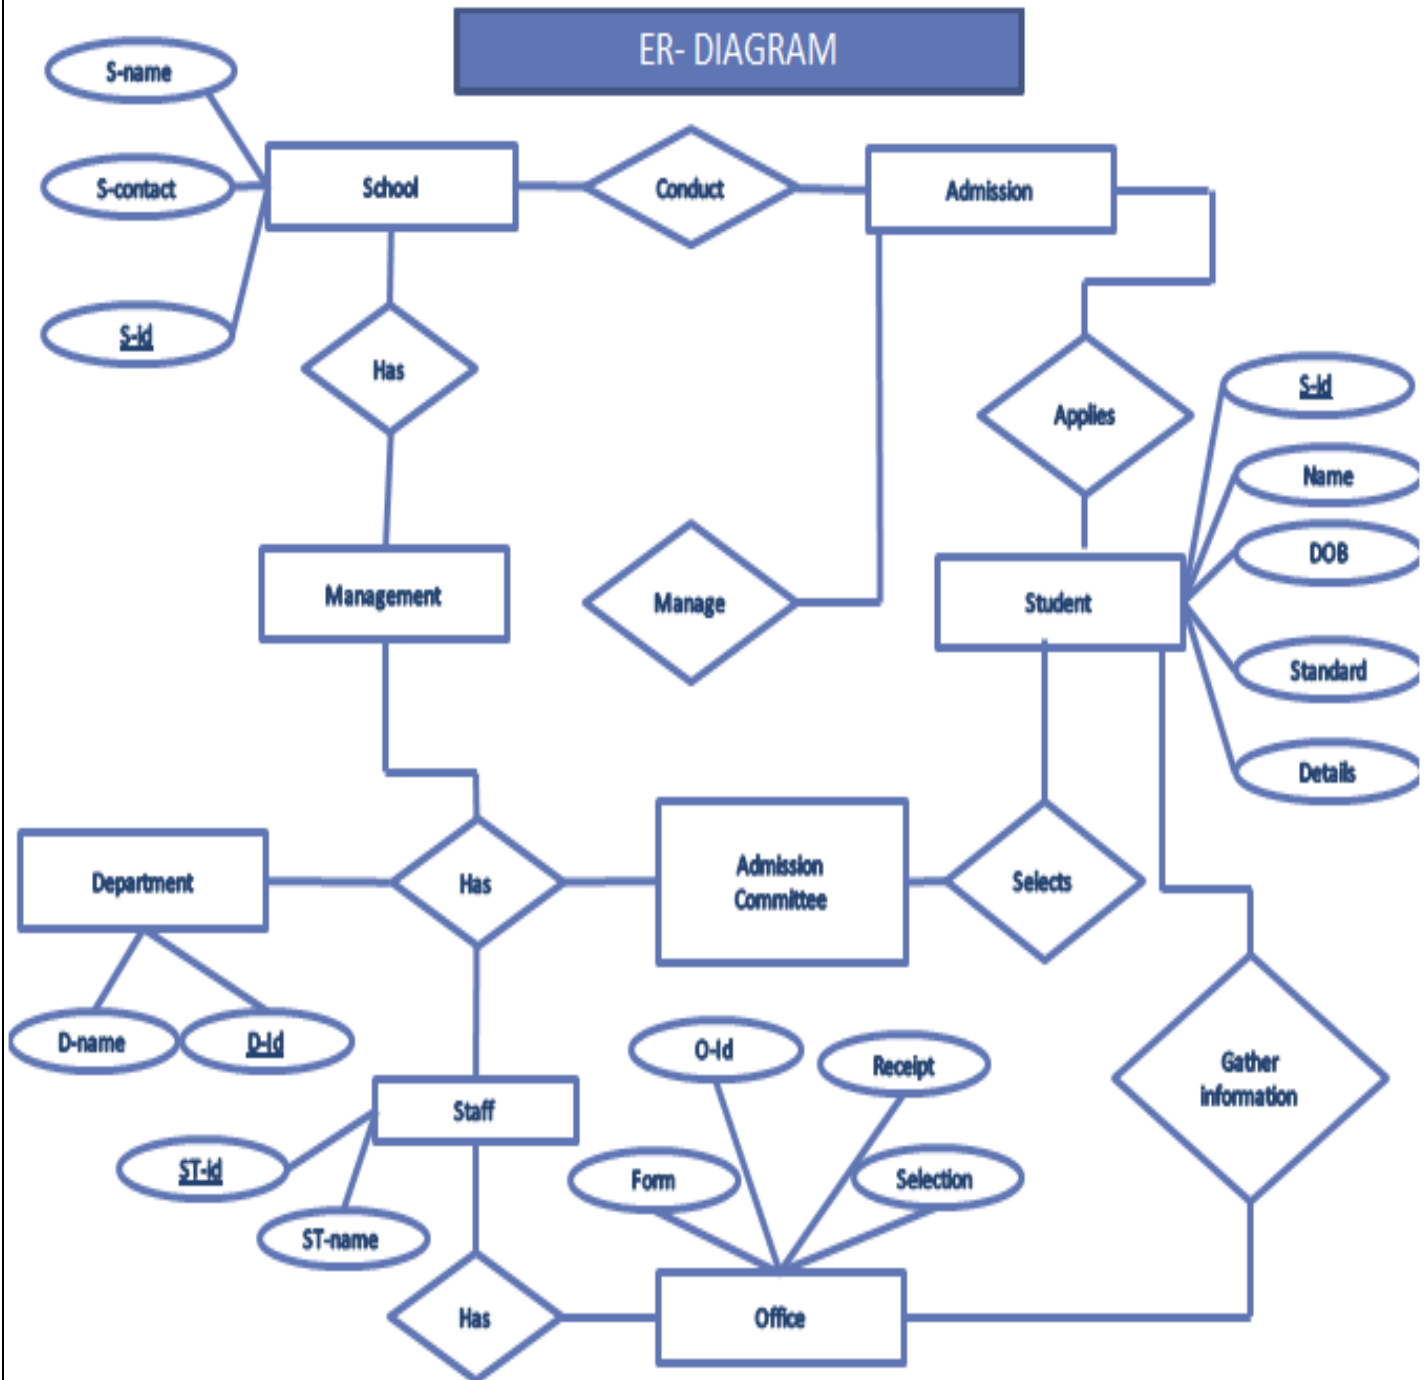 ER- DIAGRAM
S-name
S-contact
School
Conduct
Admission
S-id
Has
Applies
S-id
Name
DOB
Management
Manage
Student
Standard
Details
Department
Has
Admission
Committee
Selects
D-name
D-Id
O-Id
Receipt
Gather
information
Staff
ST-id
Form
Selection
ST-name
Has
Office